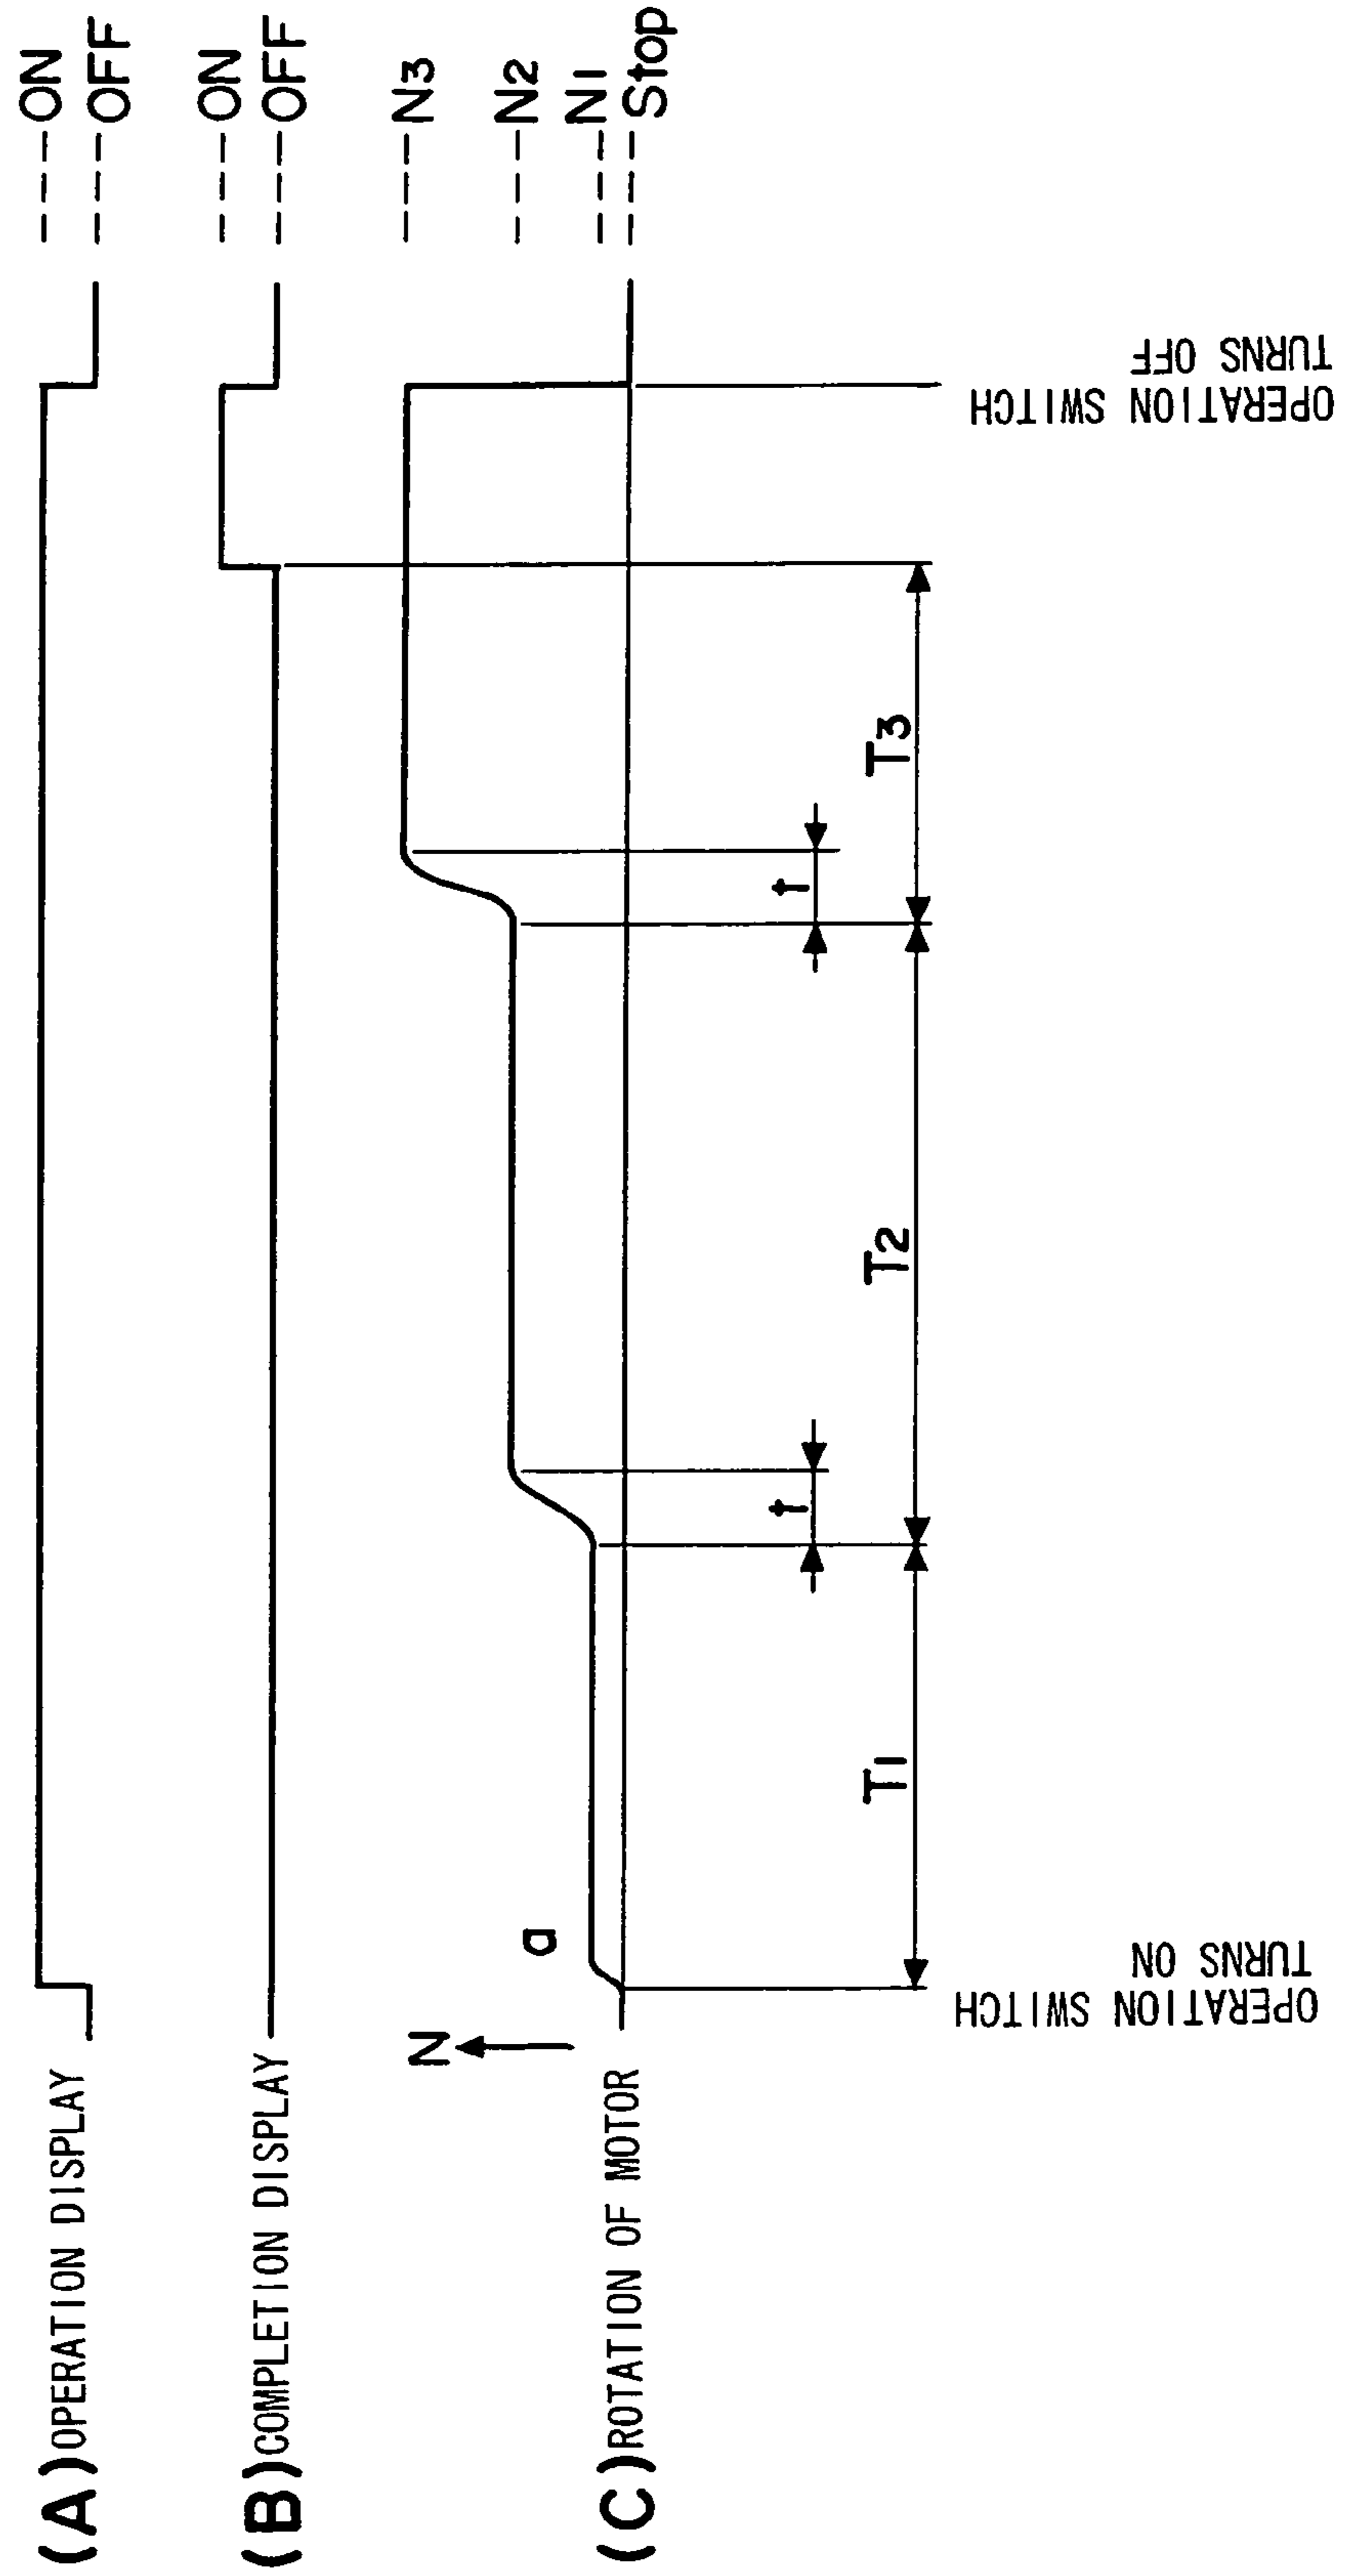 (A) OPERATION DISPLAY
ON
OFF
(B) COMPLETION DISPLAY
ON
OFF
(C) ROTATION OF MOTOR
N
a
N3
N2
N1
Stop
t
t
T1
T2
T3
OPERATION SWITCH
TURNS ON
OPERATION SWITCH
TURNS OFF